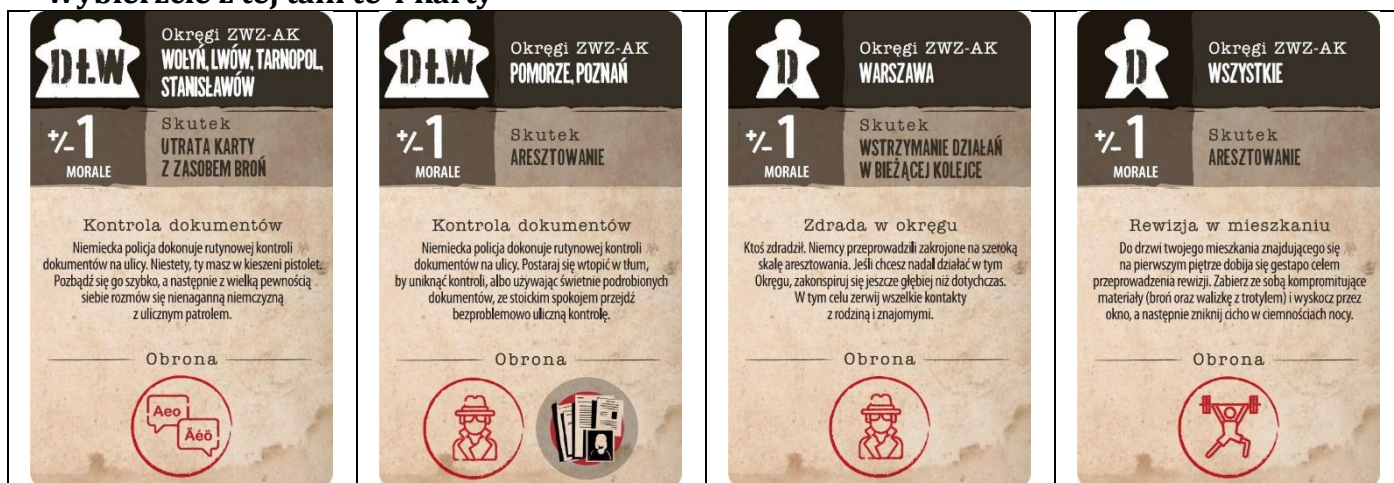 Wybierzcie z tej talii te 4 karty
DŁW
Okręgi ZWZ-AK
WOŁYŃ, LWÓW, TARNOPOL,
STANISŁAWÓW
+/-1
MORALE
Skutek
UTRATA KARTY
Z ZASOBEM BROŃ
Kontrola dokumentów
Niemiecka policja dokonuje rutynowej kontroli
dokumentów na ulicy. Niestety, ty masz w kieszeni pistolet.
Pozbądź się go szybko, a następnie z wielką pewnością
siebie rozmów się nienaganną niemczyzną
z ulicznym patrolem.
Obrona
Aeo
Äéö
DŁW
Okręgi ZWZ-AK
POMORZE, POZNAŃ
+/-1
MORALE
Skutek
ARESZTOWANIE
Kontrola dokumentów
Niemiecka policja dokonuje rutynowej kontroli
dokumentów na ulicy. Postaraj się wtopić w tłum,
by uniknąć kontroli, albo używając świetnie podrobionych
dokumentów, ze stoickim spokojem przejdź
bezproblemowo uliczną kontrolę.
Obrona
D
Okręgi ZWZ-AK
WARSZAWA
+/-1
MORALE
Skutek
WSTRZYMANIE DZIAŁAŃ
W BIEŻĄCEJ KOLEJCE
Zdrada w okręgu
Ktoś zdradził. Niemcy przeprowadzili zakrojone na szeroką
skalę aresztowania. Jeśli chcesz nadal działać w tym
Okręgu, zakonspiruj się jeszcze głębiej niż dotychczas.
W tym celu zerwij wszelkie kontakty
z rodziną i znajomymi.
Obrona
D
Okręgi ZWZ-AK
WSZYSTKIE
+/-1
MORALE
Skutek
ARESZTOWANIE
Rewizja w mieszkaniu
Do drzwi twojego mieszkania znajdującego się
na pierwszym piętrze dobija się gestapo celem
przeprowadzenia rewizji. Zabierz ze sobą kompromitujące
materiały (broń oraz walizkę z trotylem) i wyskocz przez
okno, a następnie zniknij cicho w ciemnościach nocy.
Obrona